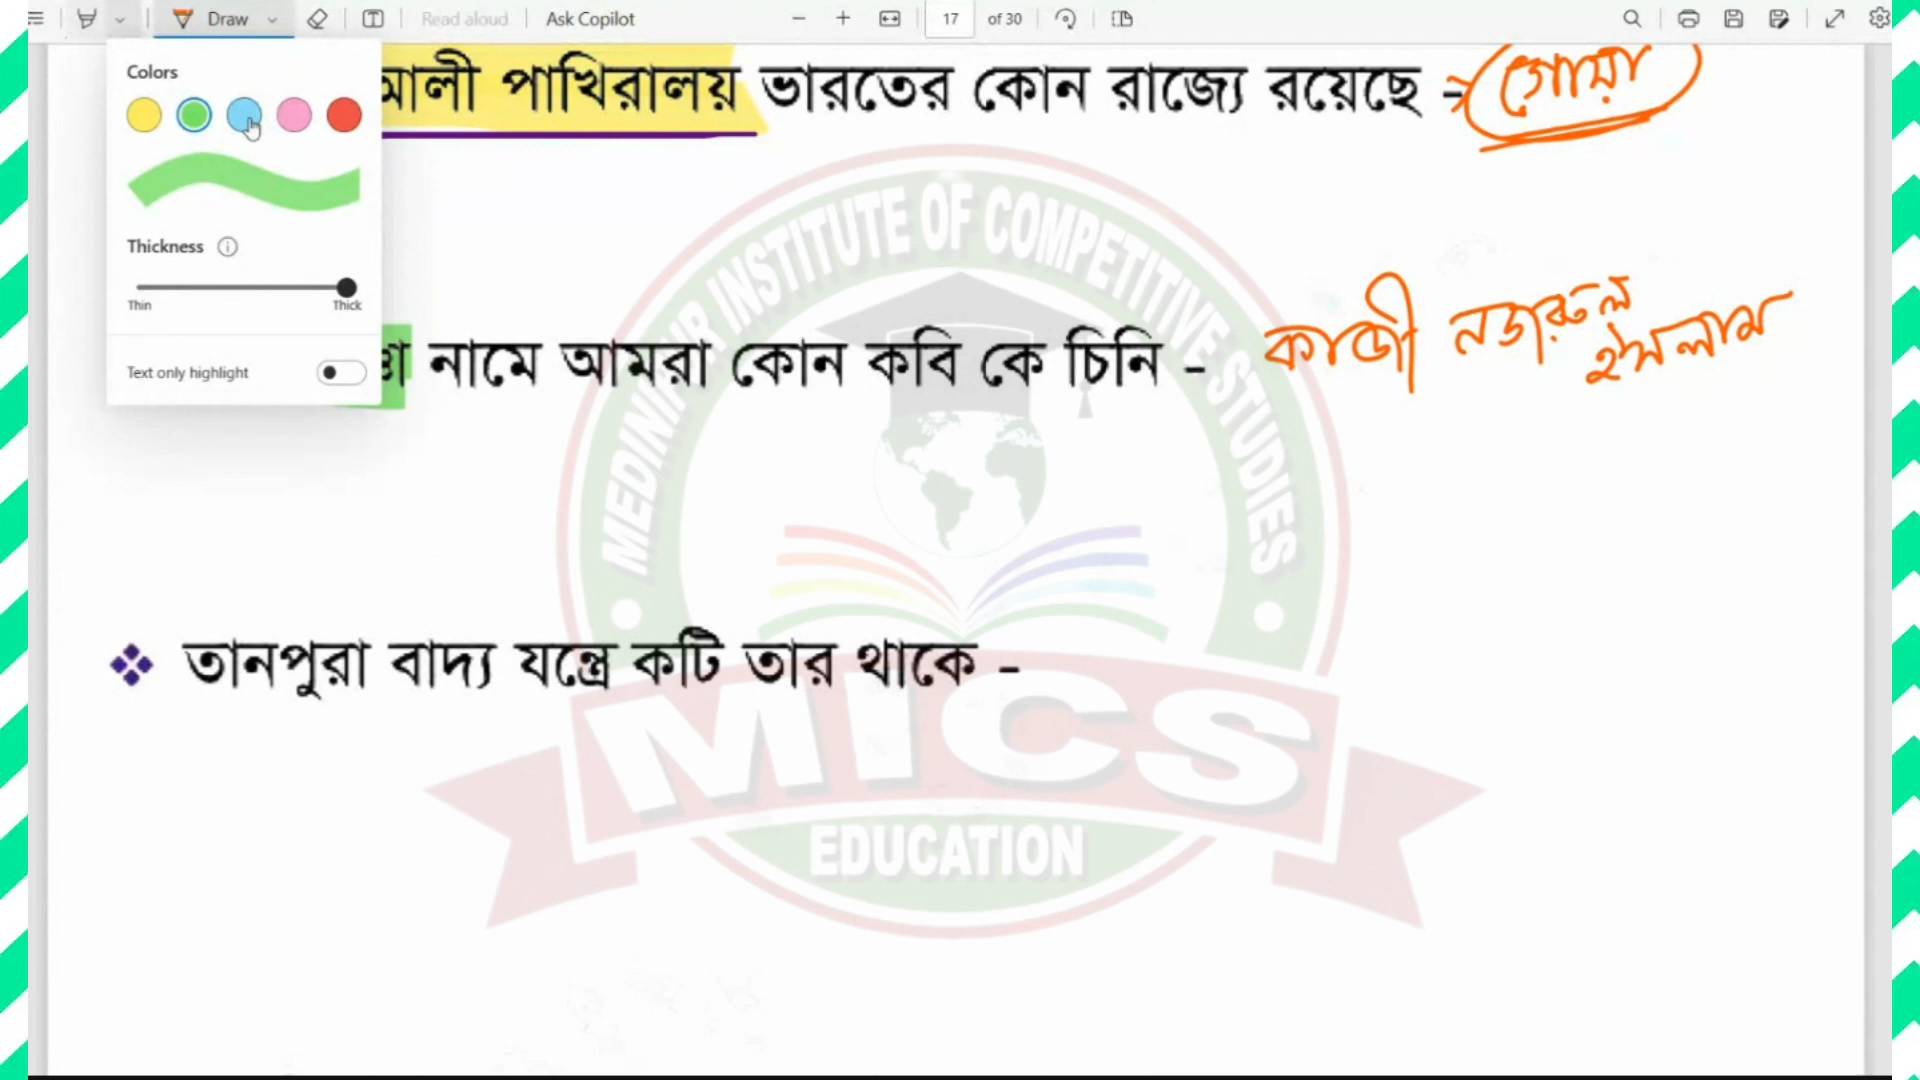 Draw Read aloud Ask Copilot 17 of 30
Colors
আলী পাখিরালয় ভারতের কোন রাজ্যে রয়েছে - গোয়া
Thickness
Thin Thick
Text only highlight
নামে আমরা কোন কবি কে চিনি - কাজী নজরুল ইসলাম
তানপুরা বাদ্য যন্ত্রে কটি তার থাকে -
MEDINIPUR INSTITUTE OF COMPETITIVE STUDIES
MICS
EDUCATION